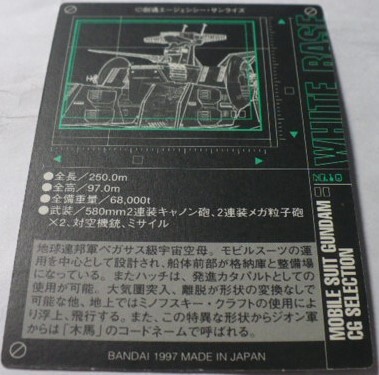 ©創通エージェンシー・サンライズ
WHITE BASE
MOBILE SUIT GUNDAM
CG SELECTION
●全長／250.0m
●全高／97.0m
●全備重量／68,000t
●武装／580mm2連装キャノン砲、2連装メガ粒子砲
×2、対空機銃、ミサイル
地球連邦軍ペガサス級宇宙空母。モビルスーツの運
用を中心として設計され、船体前部が格納庫と整備場
になっている。またハッチは、発進カタパルトとしての
使用が可能。大気圏突入、離脱が形状の変換なしで
可能な他、地上ではミノフスキー・クラフトの使用によ
り浮上、飛行する。また、この特異な形状からジオン軍
からは「木馬」のコードネームで呼ばれる。
BANDAI 1997 MADE IN JAPAN